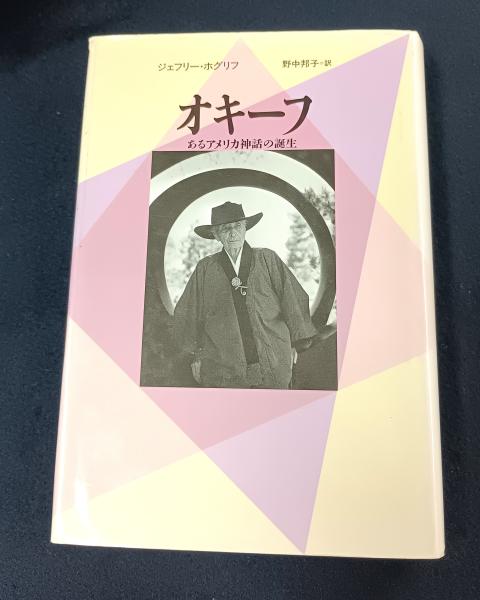 ジェフリー・ホグリフ 野中邦子=訳
オキーフ
あるアメリカ神話の誕生